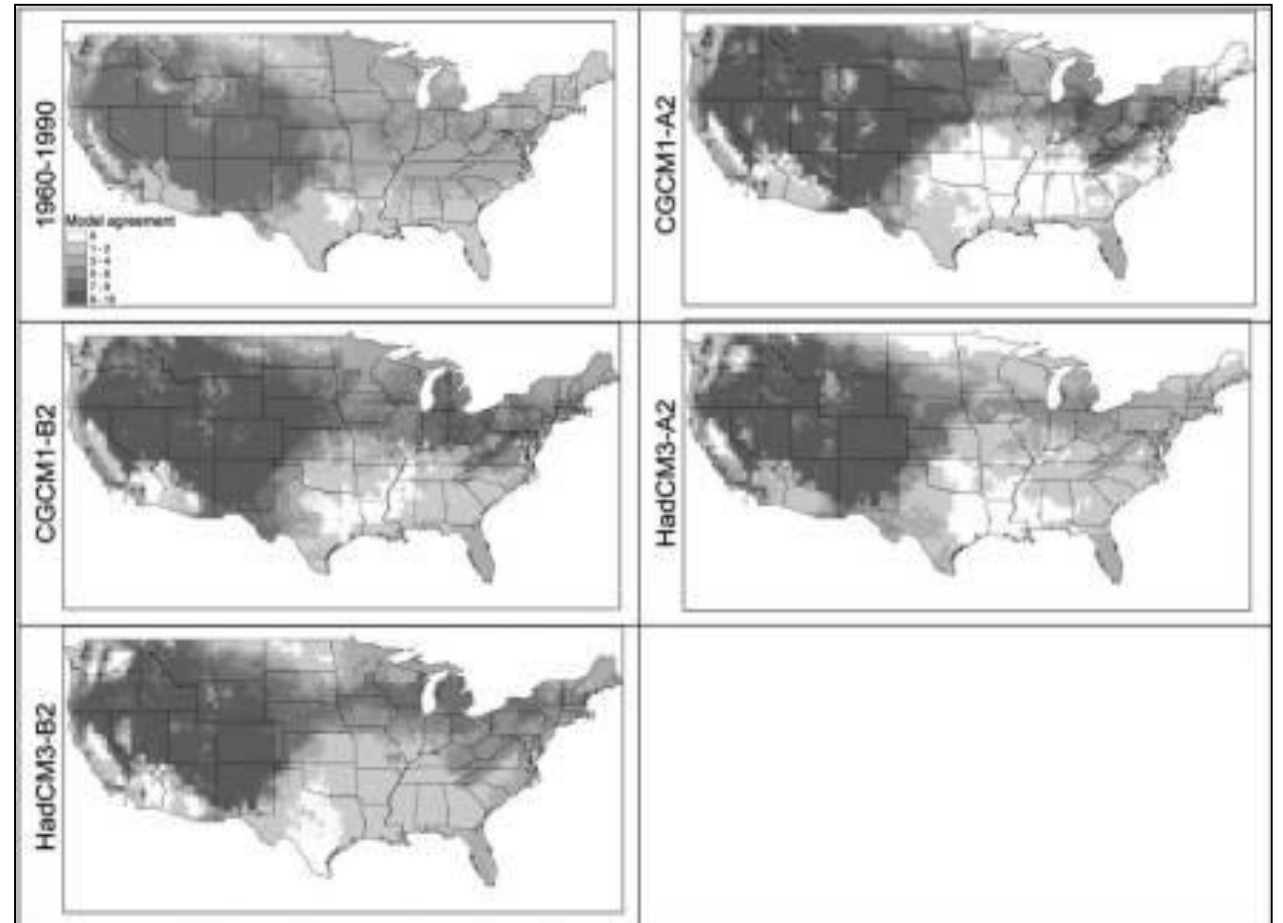 1960-1990
Model agreement
0
1 - 2
3 - 4
5 - 6
7 - 8
9 - 10
CGCM1-A2
CGCM1-B2
HadCM3-A2
HadCM3-B2